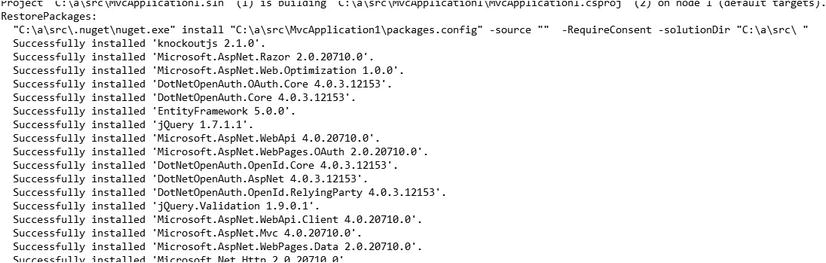 Project "C:\a\src\MvcApplication1.sln" (1) is building "C:\a\src\MvcApplication1\MvcApplication1.csproj" (2) on node 1 (default targets).
RestorePackages:
"C:\a\src\.nuget\nuget.exe" install "C:\a\src\MvcApplication1\packages.config" -source ""  -RequireConsent -solutionDir "C:\a\src\ "
Successfully installed 'knockoutjs 2.1.0'.
Successfully installed 'Microsoft.AspNet.Razor 2.0.20710.0'.
Successfully installed 'Microsoft.AspNet.Web.Optimization 1.0.0'.
Successfully installed 'DotNetOpenAuth.OAuth.Core 4.0.3.12153'.
Successfully installed 'DotNetOpenAuth.Core 4.0.3.12153'.
Successfully installed 'EntityFramework 5.0.0'.
Successfully installed 'jQuery 1.7.1.1'.
Successfully installed 'Microsoft.AspNet.WebApi 4.0.20710.0'.
Successfully installed 'Microsoft.AspNet.WebPages.OAuth 2.0.20710.0'.
Successfully installed 'DotNetOpenAuth.OpenId.Core 4.0.3.12153'.
Successfully installed 'DotNetOpenAuth.AspNet 4.0.3.12153'.
Successfully installed 'DotNetOpenAuth.OpenId.RelyingParty 4.0.3.12153'.
Successfully installed 'jQuery.Validation 1.9.0.1'.
Successfully installed 'Microsoft.AspNet.WebApi.Client 4.0.20710.0'.
Successfully installed 'Microsoft.AspNet.Mvc 4.0.20710.0'.
Successfully installed 'Microsoft.AspNet.WebPages.Data 2.0.20710.0'.
Successfully installed 'Microsoft.Net.Http 2.0.20710.0'.